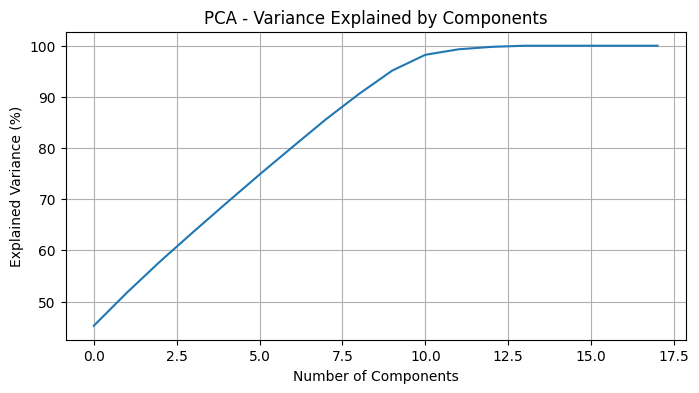 PCA - Variance Explained by Components
Explained Variance (%)
100
90
80
70
60
50
0.0 2.5 5.0 7.5 10.0 12.5 15.0 17.5
Number of Components